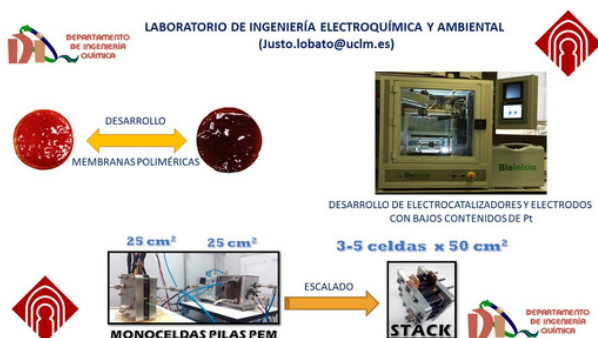 LABORATORIO DE INGENIERÍA ELECTROQUÍMICA Y AMBIENTAL
(Justo.lobato@uclm.es)
DEPARTAMENTO
DE INGENIERÍA
QUÍMICA
DESARROLLO
MEMBRANAS POLIMÉRICAS
Bioinicia
Bioinicia
DESARROLLO DE ELECTROCATALIZADORES Y ELECTRODOS
CON BAJOS CONTENIDOS DE Pt
25 cm²
25 cm²
3-5 celdas x 50 cm²
ESCALADO
MONOCELDAS PILAS PEM
STACK
DEPARTAMENTO
DE INGENIERÍA
QUÍMICA